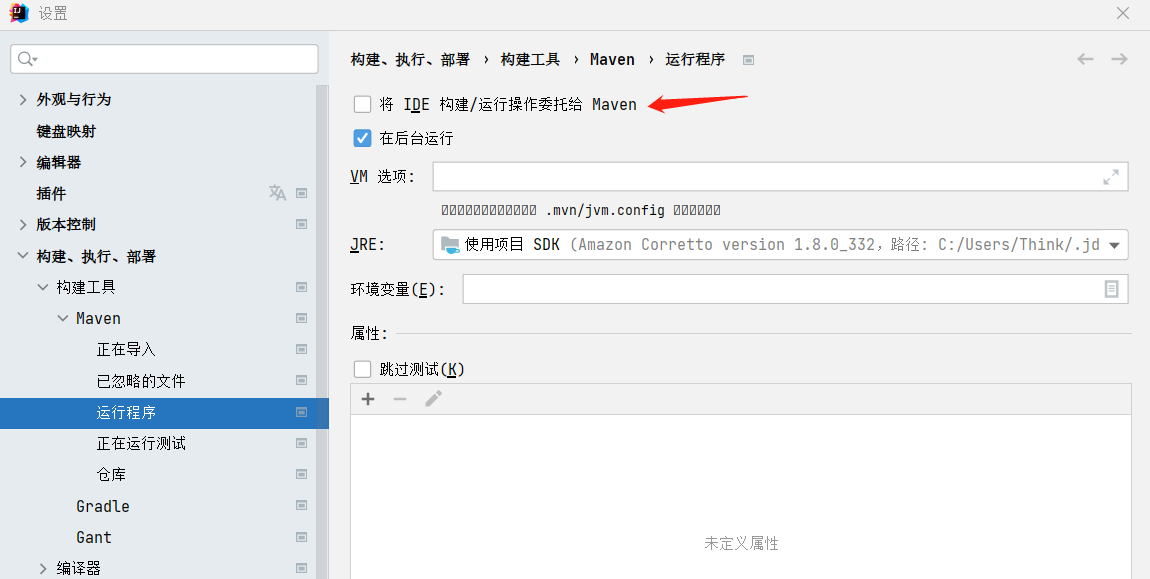 设置
外观与行为
键盘映射
编辑器
插件
版本控制
构建、执行、部署
构建工具
Maven
正在导入
已忽略的文件
运行程序
正在运行测试
仓库
Gradle
Gant
编译器
构建、执行、部署 › 构建工具 › Maven › 运行程序
将 IDE 构建/运行操作委托给 Maven
在后台运行
VM 选项:
.mvn/jvm.config
JRE: 使用项目 SDK (Amazon Corretto version 1.8.0_332, 路径: C:/Users/Think/.jd
环境变量(E):
属性:
跳过测试(K)
未定义属性